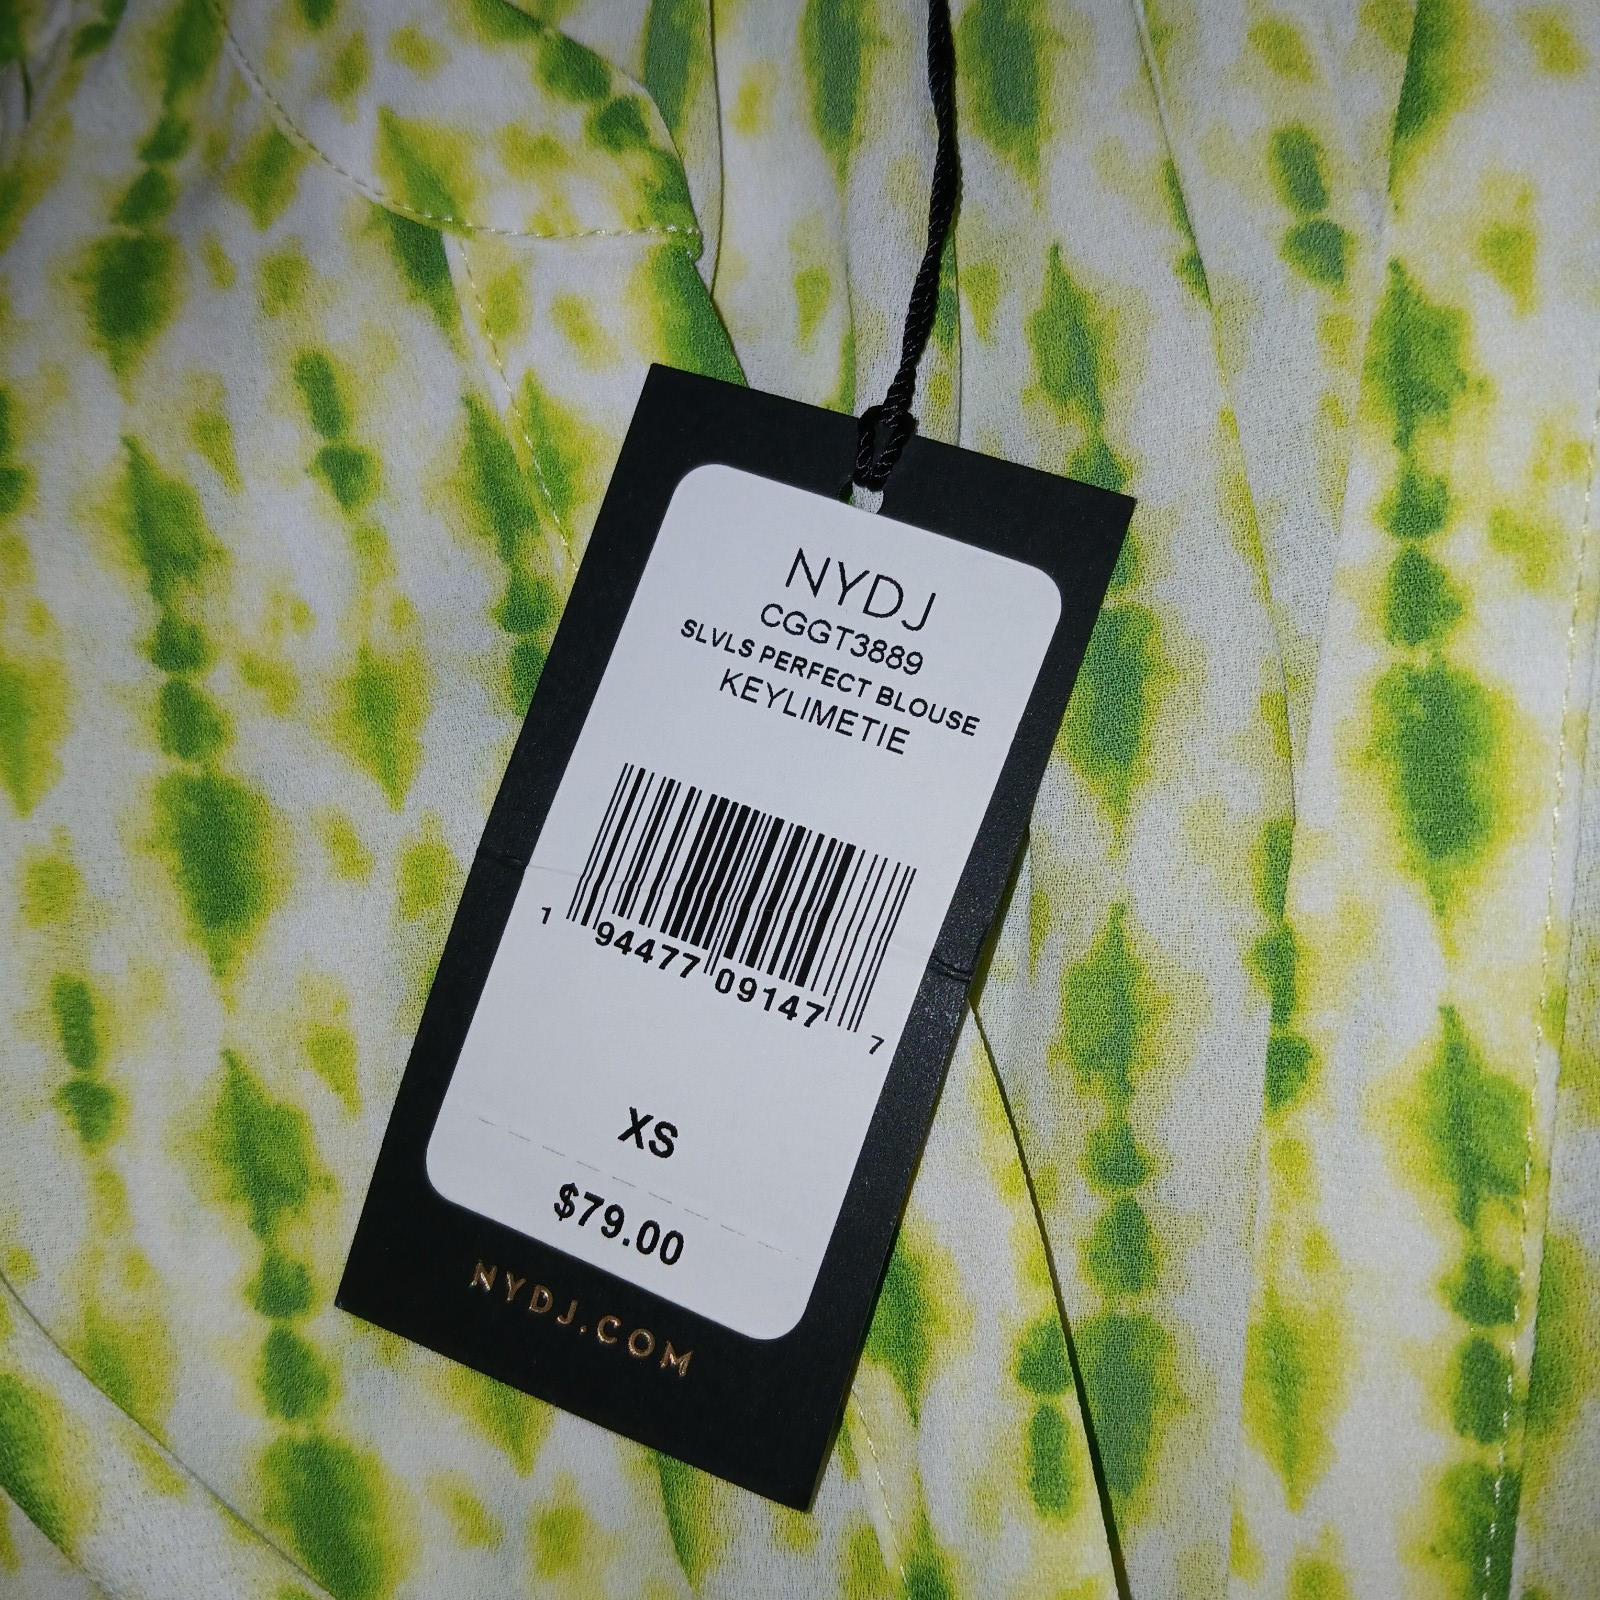 NYDJ
CGGT3889
SLVLS PERFECT BLOUSE
KEYLIMETIE
1 94477 09147 7
XS
$79.00
NYDJ.COM